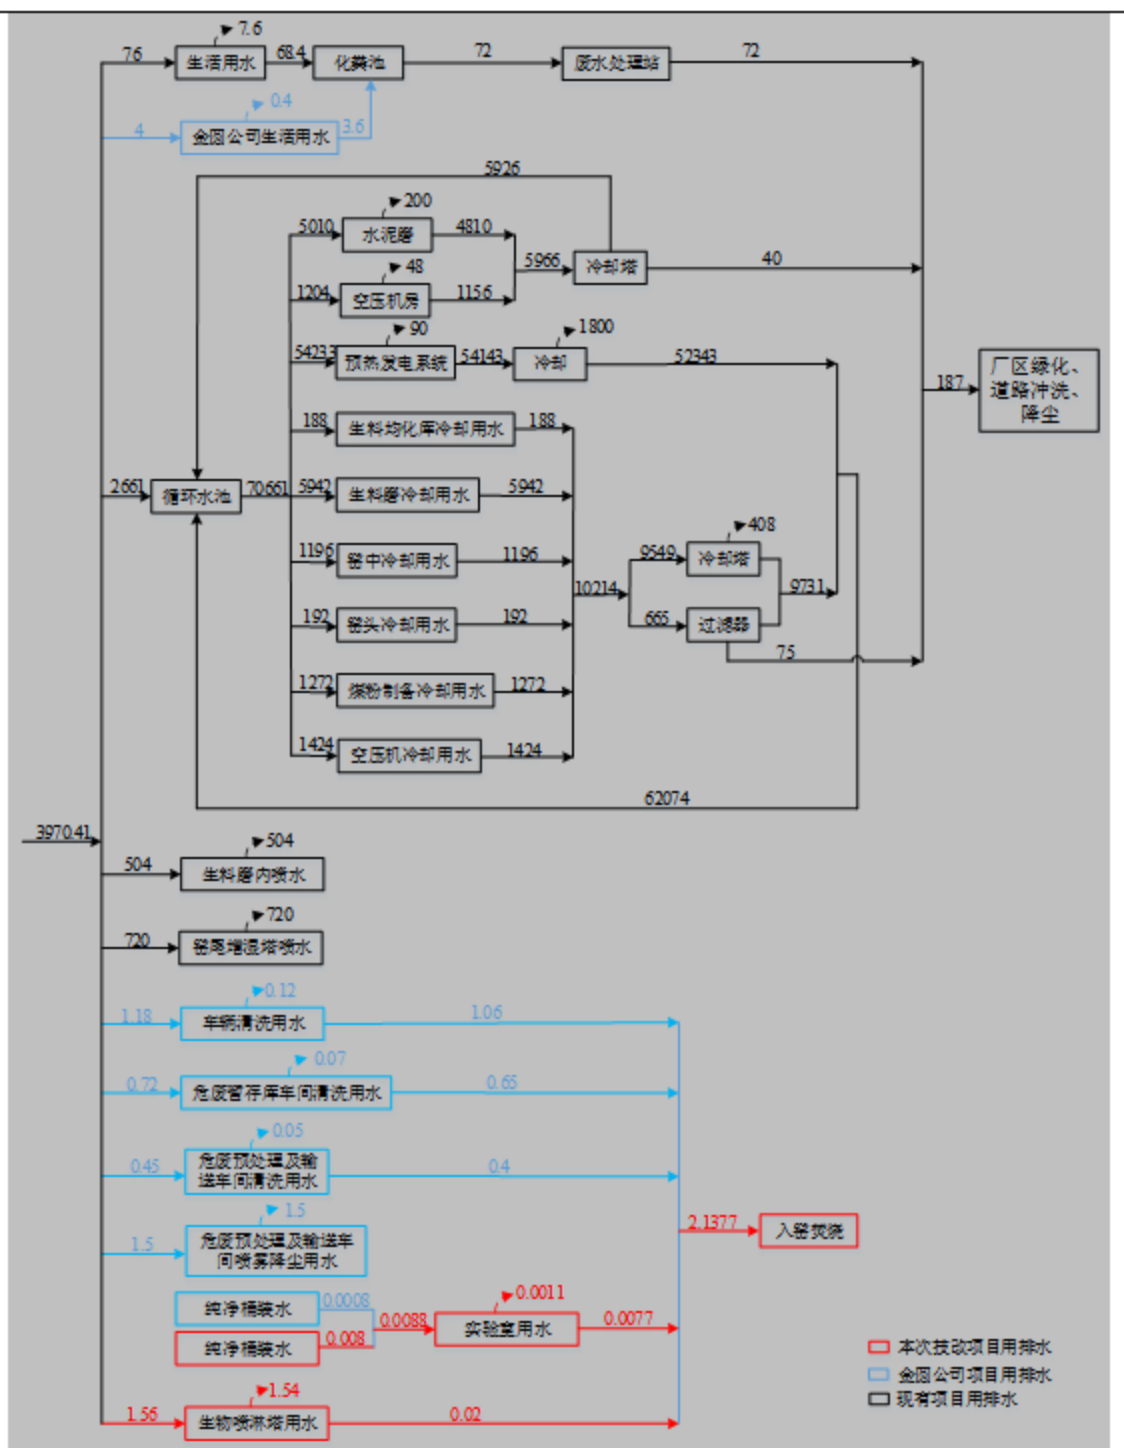 7.6
76
生活用水
68.4
化粪池
72
废水处理站
72
0.4
4
金圆公司生活用水
3.6
5926
200
5010
水泥磨
4810
5966
冷却塔
40
48
1204
空压机房
1156
90
1800
54233
预热发电系统
54143
冷却
52343
187
厂区绿化、
道路冲洗、
降尘
188
生料均化库冷却用水
188
2661
循环水池
70661
5942
生料磨冷却用水
5942
408
1196
窑中冷却用水
1196
9549
冷却塔
10214
9731
192
窑头冷却用水
192
665
过滤器
75
1272
煤粉制备冷却用水
1272
1424
空压机冷却用水
1424
62074
3970.41
504
504
生料磨内喷水
720
720
窑尾增湿塔喷水
0.12
1.18
车辆清洗用水
1.06
0.07
0.72
危废暂存库车间清洗用水
0.65
0.05
0.45
危废预处理及输
送车间清洗用水
0.4
1.5
1.5
危废预处理及输送车
间喷雾降尘用水
2.1377
入窑焚烧
纯净桶装水
0.0008
0.0011
0.0088
实验室用水
0.0077
纯净桶装水
0.008
1.54
1.56
生物喷淋塔用水
0.02
本次技改项目用排水
金圆公司项目用排水
现有项目用排水